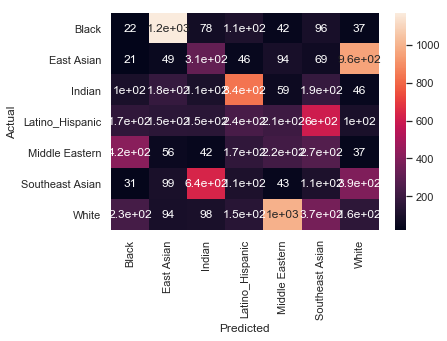 Actual
Black 22 1.2e+03 78 1.1e+02 42 96 37
East Asian 21 49 3.1e+02 46 94 69 9.6e+02
Indian 1e+02 1.8e+02 1.1e+02 8.4e+02 59 1.9e+02 46
Latino_Hispanic 1.7e+02 1.5e+02 1.5e+02 2.4e+02 2.1e+02 6e+02 1e+02
Middle Eastern 4.2e+02 56 42 1.7e+02 2.2e+02 2.7e+02 37
Southeast Asian 31 99 6.4e+02 1.1e+02 43 1.1e+02 3.9e+02
White 2.3e+02 94 98 1.5e+02 1e+03 3.7e+02 1.6e+02
Black
East Asian
Indian
Latino_Hispanic
Middle Eastern
Southeast Asian
White
Predicted
1000
800
600
400
200